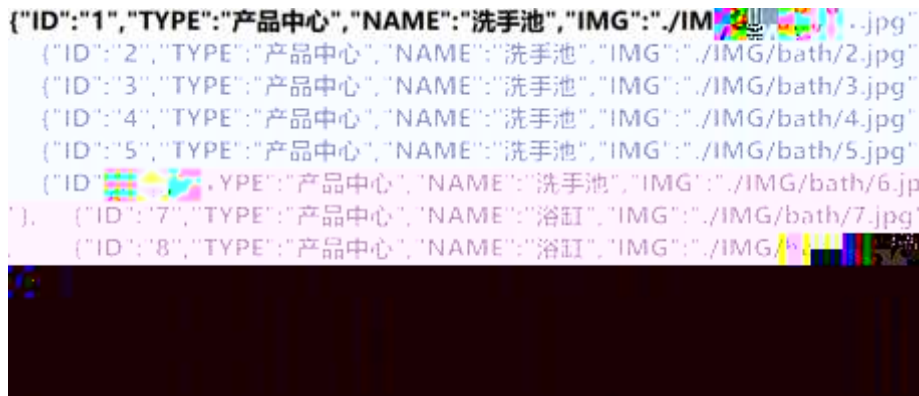 {"ID":"1","TYPE":"产品中心","NAME":"洗手池","IMG":"./IM .jpg"
{"ID":"2","TYPE":"产品中心","NAME":"洗手池","IMG":"./IMG/bath/2.jpg"
{"ID":"3","TYPE":"产品中心","NAME":"洗手池","IMG":"./IMG/bath/3.jpg"
{"ID":"4","TYPE":"产品中心","NAME":"洗手池","IMG":"./IMG/bath/4.jpg"
{"ID":"5","TYPE":"产品中心","NAME":"洗手池","IMG":"./IMG/bath/5.jpg"
{"ID YPE":"产品中心","NAME":"洗手池","IMG":"./IMG/bath/6.jp
"}, {"ID":"7","TYPE":"产品中心","NAME":"浴缸","IMG":"./IMG/bath/7.jpg
{"ID":"8","TYPE":"产品中心","NAME":"浴缸","IMG":"./IMG/